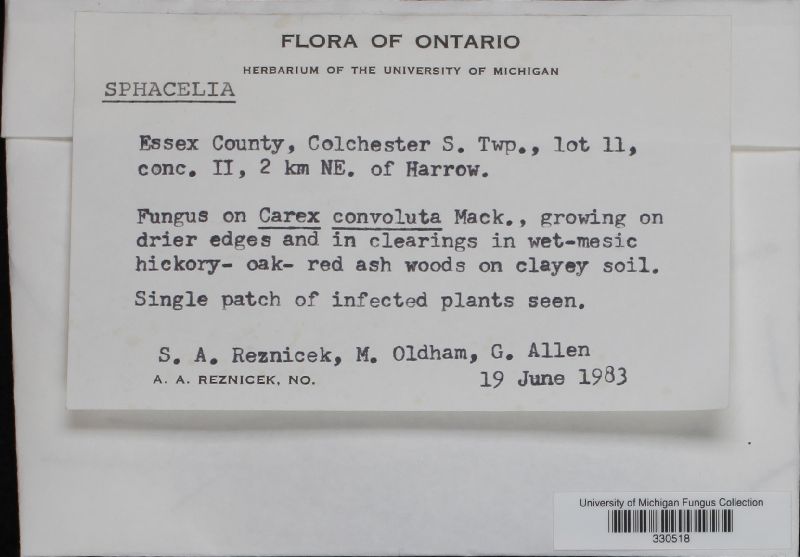 FLORA OF ONTARIO
HERBARIUM OF THE UNIVERSITY OF MICHIGAN
SPHACELIA
Essex County, Colchester S. Twp., lot 11,
conc. II, 2 km NE. of Harrow.
Fungus on Carex convoluta Mack., growing on
drier edges and in clearings in wet-mesic
hickory- oak- red ash woods on clayey soil.
Single patch of infected plants seen.
S. A. Reznicek, M. Oldham, G. Allen
A. A. REZNICEK, NO.
19 June 1983
University of Michigan Fungus Collection
330518